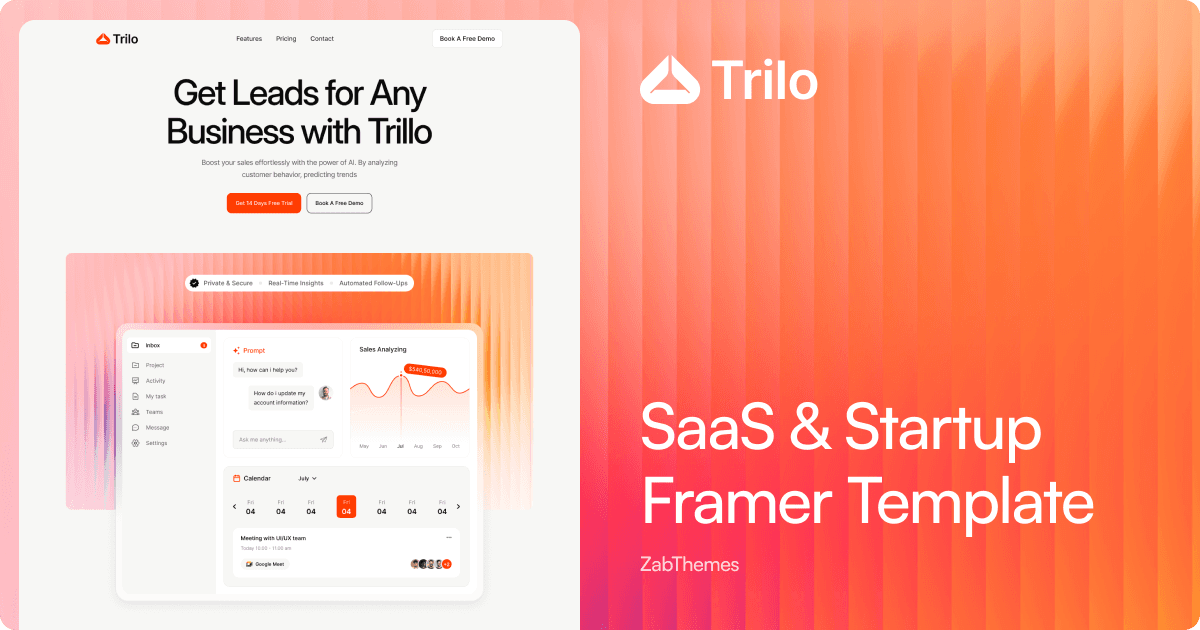 Trilo
Features Pricing Contact
Book A Free Demo
Get Leads for Any
Business with Trillo
Boost your sales effortlessly with the power of AI. By analyzing
customer behavior, predicting trends
Get 14 Days Free Trial
Book A Free Demo
Private & Secure
Real-Time Insights
Automated Follow-Ups
Inbox
Project
Activity
My task
Teams
Message
Settings
Prompt
Hi, how can i help you?
How do i update my
account information?
Ask me anything...
Sales Analyzing
$540,50,000
May Jun Jul Aug Sep Oct
Calendar
July
Fri Fri Fri Fri Fri Fri Fri
04 04 04 04 04 04 04
Meeting with UI/UX team
Today 10:00 - 11:00 am
Google Meet
Trilo
SaaS & Startup
Framer Template
ZabThemes